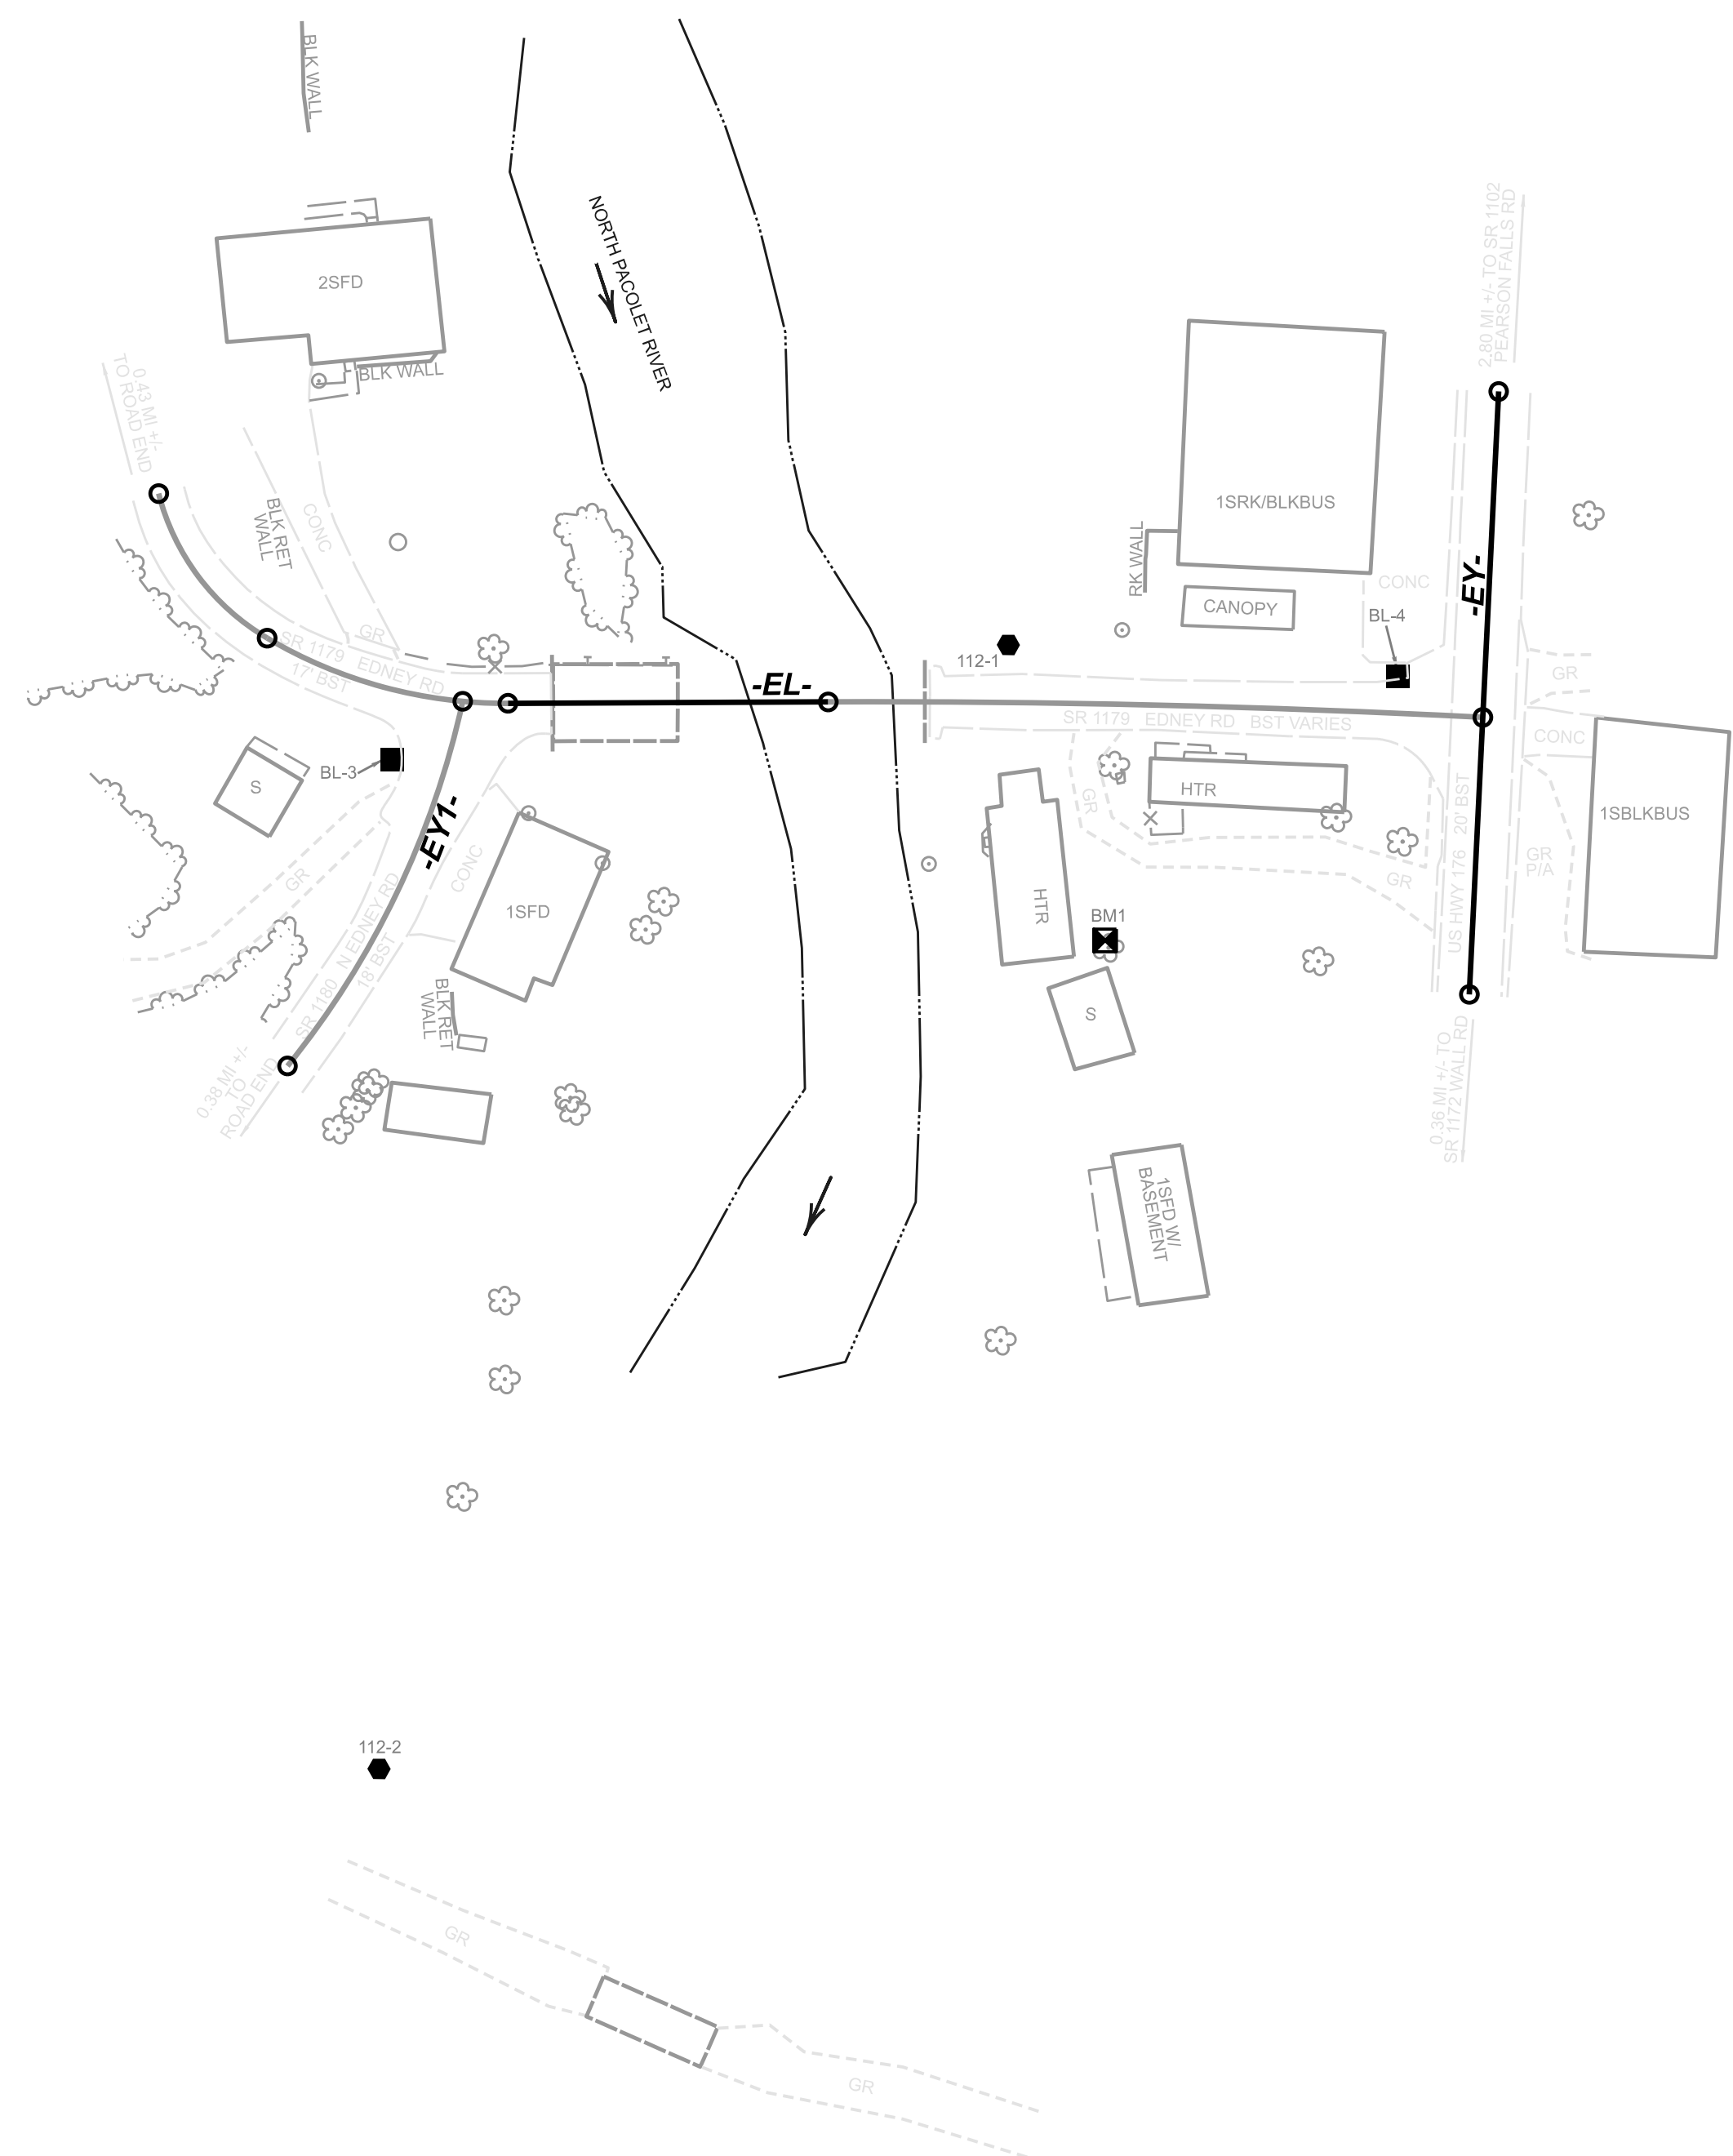 BLK WALL
NORTH PACOLET RIVER
2.80 MI +/- TO SR 1102
PEARSON FALLS RD
2SFD
BLK WALL
0.43 MI +/-
TO ROAD END
1SRK/BLKBUS
BLK RET
WALL
CONC
RK WALL
CANOPY
CONC
-EY-
BL-4
GR
SR 1179 EDNEY RD
17' BST
112-1
-EL-
GR
SR 1179 EDNEY RD BST VARIES
CONC
BL-3
S
-EY1-
HTR
GR
US HWY 176 20' BST
1SBLKBUS
GR
P/A
GR
CONC
GR
1SFD
HTR
BM1
SR 1180 N EDNEY RD
18' BST
BLK RET
WALL
S
0.38 MI +/-
TO
ROAD END
0.36 MI +/- TO
SR 1172 WALL RD
1SFD W/
BASEMENT
112-2
GR
GR